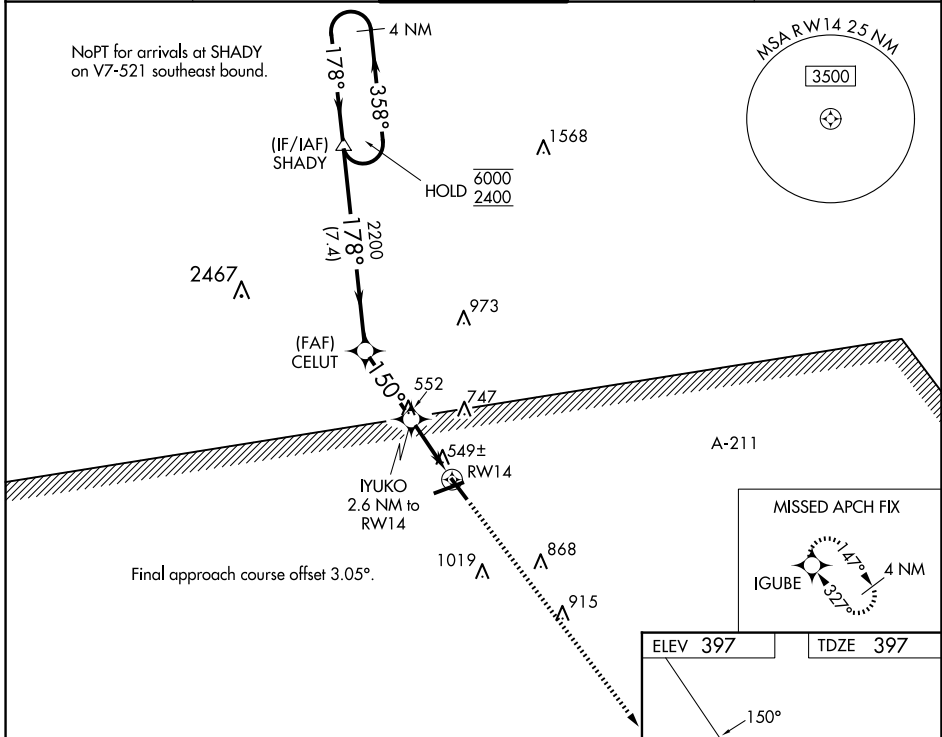 NoPT for arrivals at SHADY
on V7-521 southeast bound.
4 NM
178°
358°
(IF/IAF)
SHADY
HOLD
6000
2400
1568
MSA RW14 25 NM
3500
2200
178°
(7.4)
2467
973
(FAF)
CELUT
150°
552
747
A-211
549±
RW14
IYUKO
2.6 NM to
RW14
Final approach course offset 3.05°.
1019
868
915
MISSED APCH FIX
IGUBE
147°
4 NM
327°
ELEV 397
TDZE 397
150°